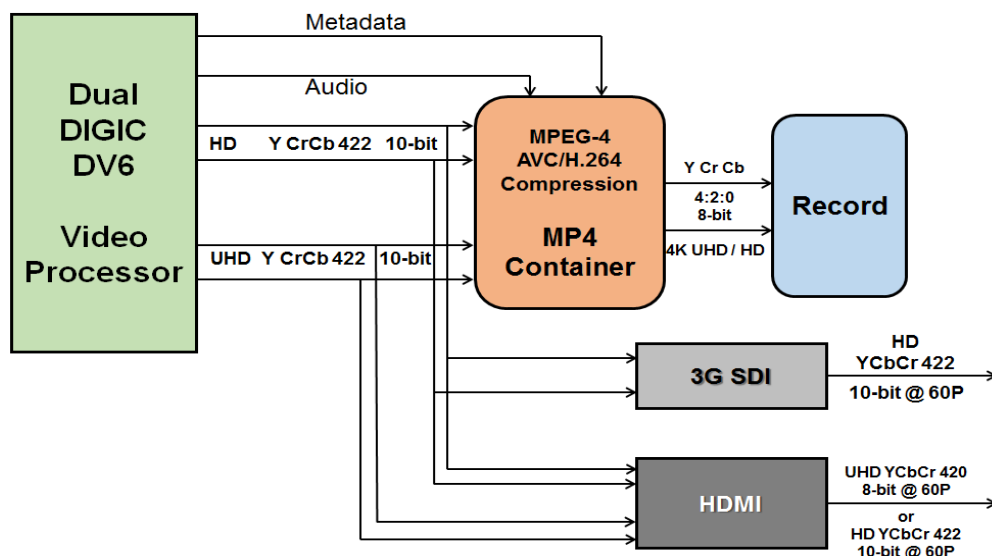 Metadata
Audio
Dual
DIGIC
DV6
Video
Processor
HD Y CrCb 422 10-bit
UHD Y CrCb 422 10-bit
MPEG-4
AVC/H.264
Compression
MP4
Container
Y Cr Cb
4:2:0
8-bit
4K UHD / HD
Record
3G SDI
HD
YCbCr 422
10-bit @ 60P
HDMI
UHD YCbCr 420
8-bit @ 60P
or
HD YCbCr 422
10-bit @ 60P